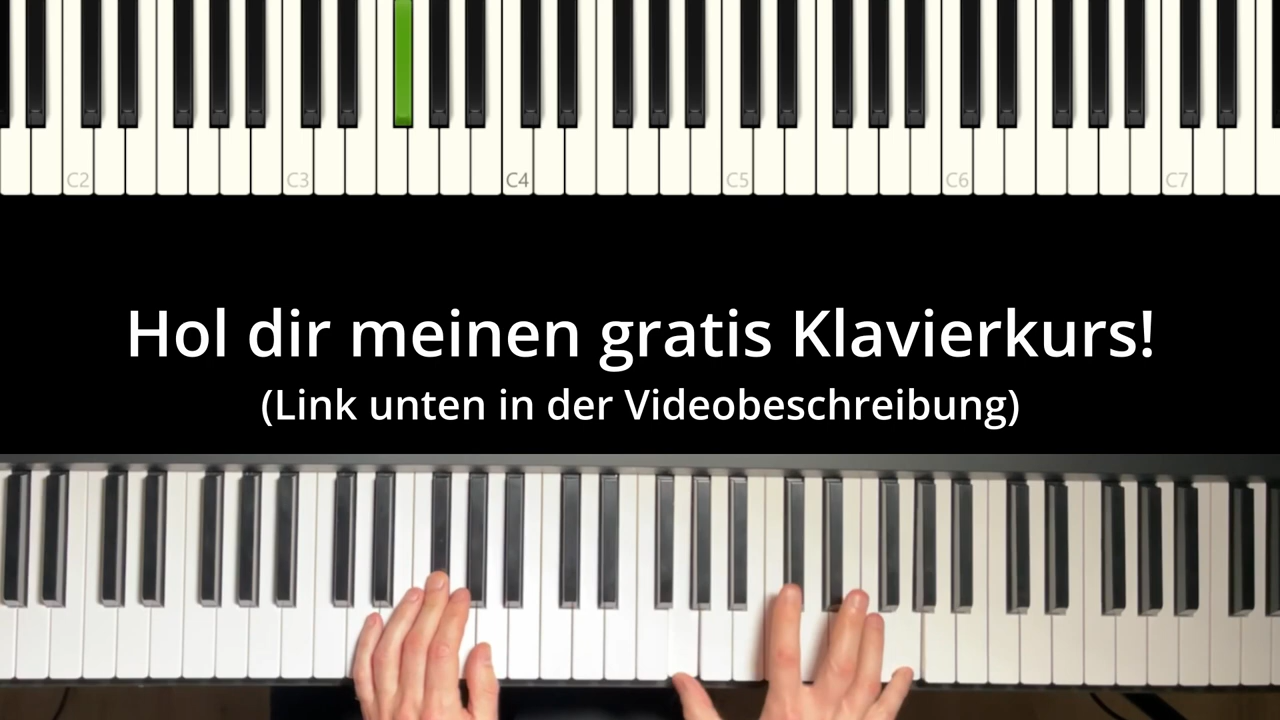 C2 C3 C4 C5 C6 C7
Hol dir meinen gratis Klavierkurs!
(Link unten in der Videobeschreibung)